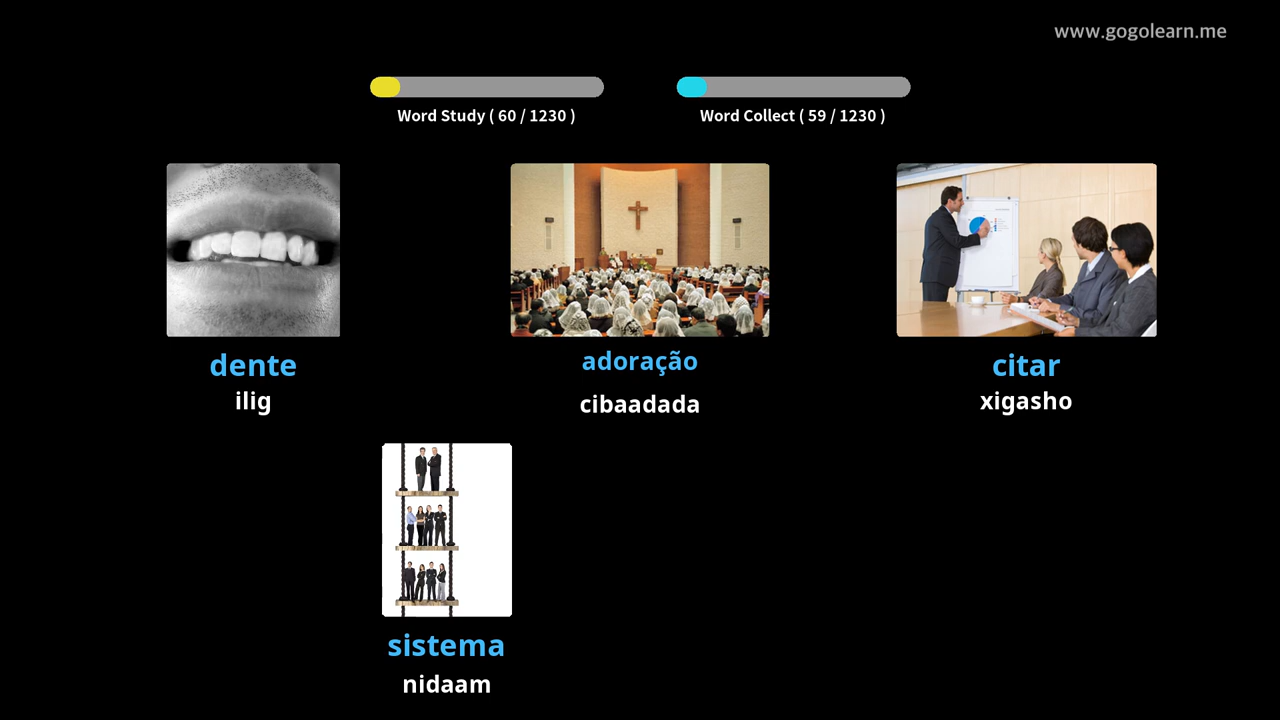 www.gogolearn.me
Word Study ( 60 / 1230 )
Word Collect ( 59 / 1230 )
dente
ilig
adoração
cibaadada
citar
xigasho
sistema
nidaam